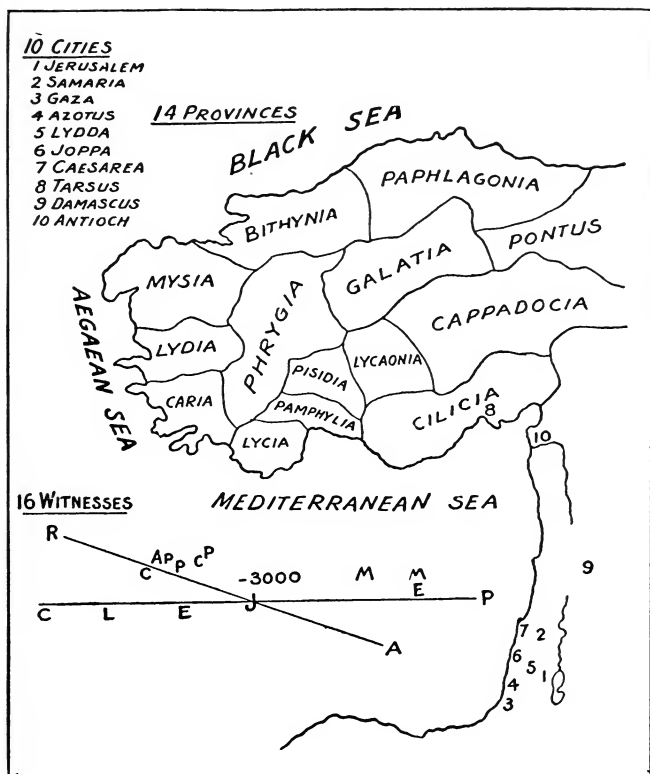 10 CITIES
1 JERUSALEM
2 SAMARIA
3 GAZA
4 AZOTUS
5 LYDDA
6 JOPPA
7 CAESAREA
8 TARSUS
9 DAMASCUS
10 ANTIOCH
14 PROVINCES
BLACK SEA
PAPHLAGONIA
BITHYNIA
PONTUS
GALATIA
MYSIA
PHRYGIA
CAPPADOCIA
AEGAEAN SEA
LYDIA
LYCAONIA
PISIDIA
CARIA
PAMPHYLIA
CILICIA
8
LYCIA
10
MEDITERRANEAN SEA
16 WITNESSES
R
A P P C P
C
-3000 M M
E
9
C L E J P
A
7 2
6
5 1
4
3